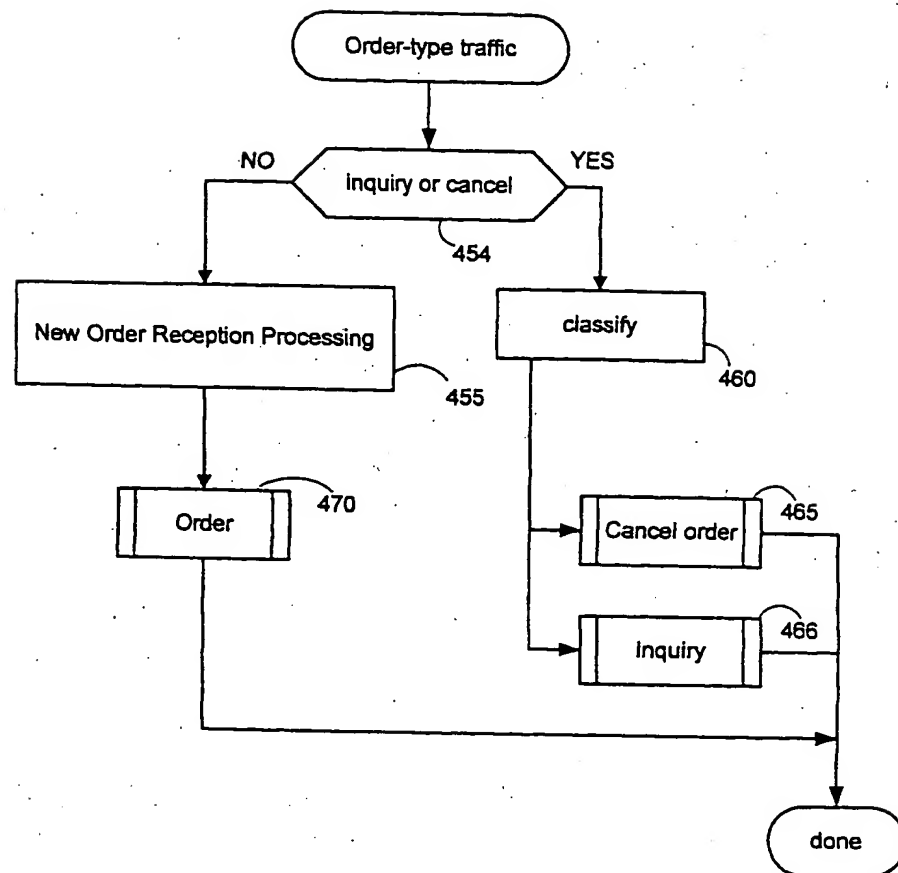 Order-type traffic
NO
YES
inquiry or cancel
454
New Order Reception Processing
455
classify
460
470
Order
465
Cancel order
466
inquiry
done